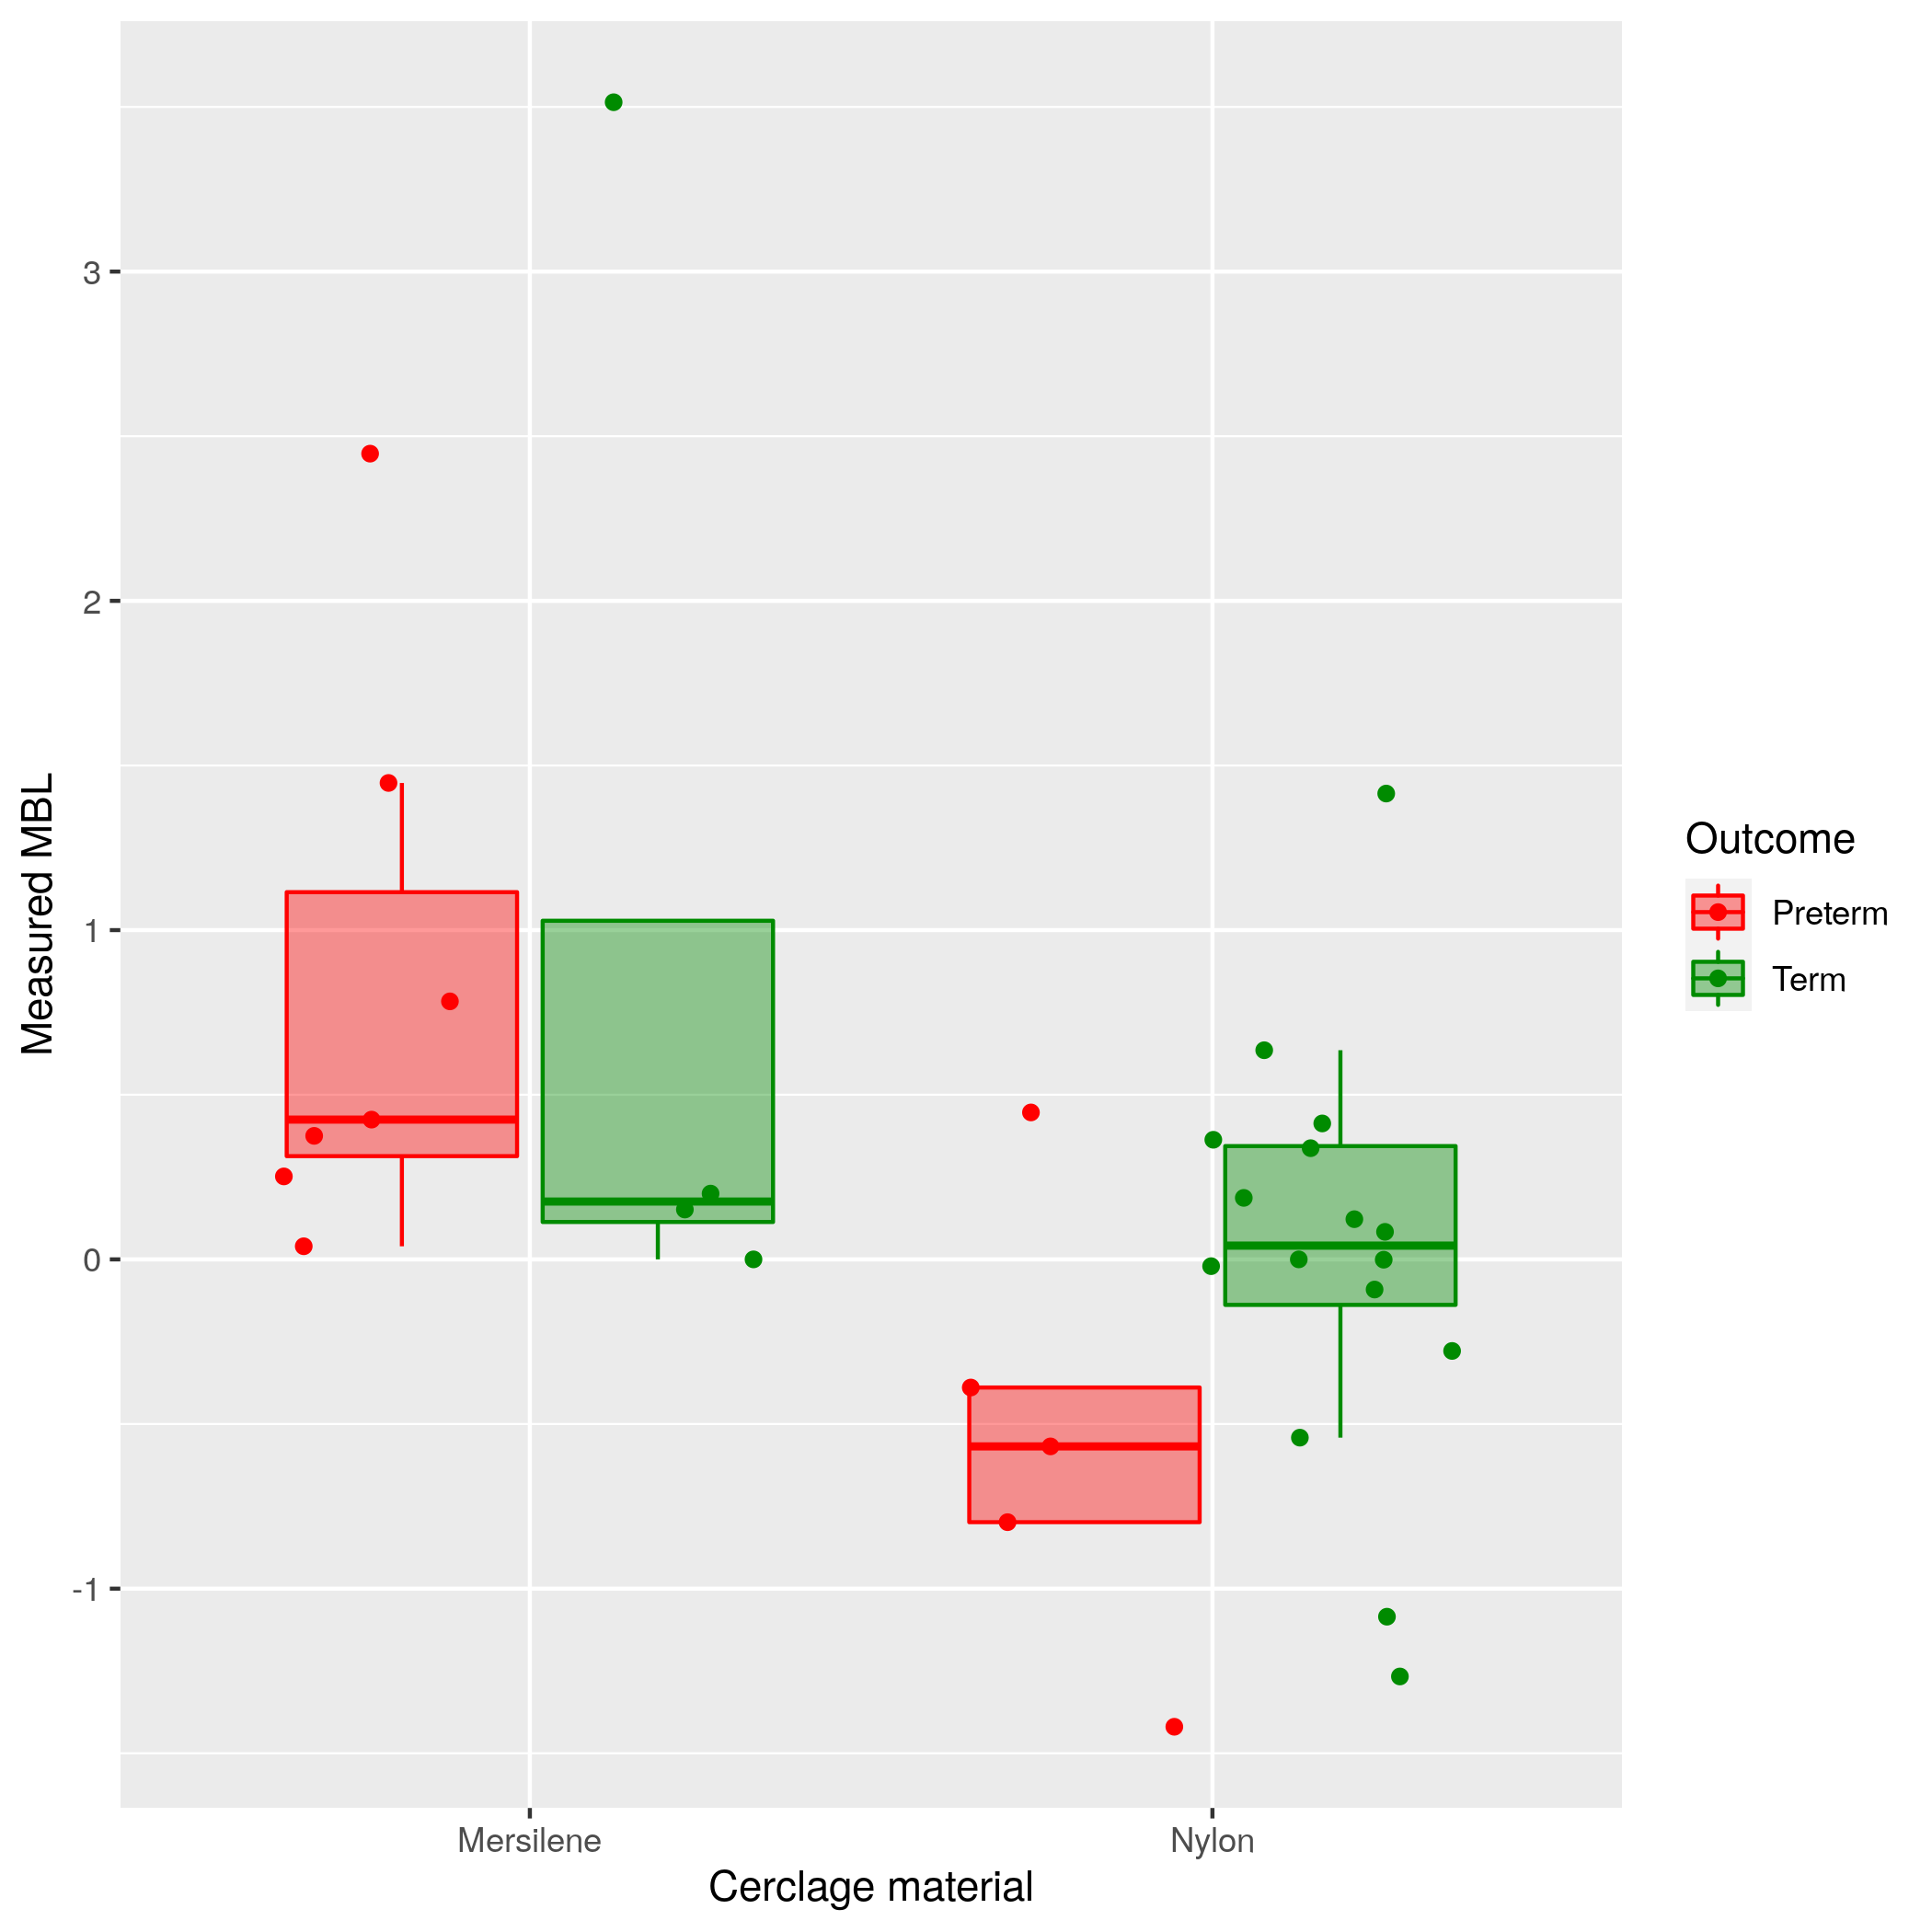 Measured MBL
3
2
1
0
-1
Mersilene
Nylon
Cerclage material
Outcome
Preterm
Term